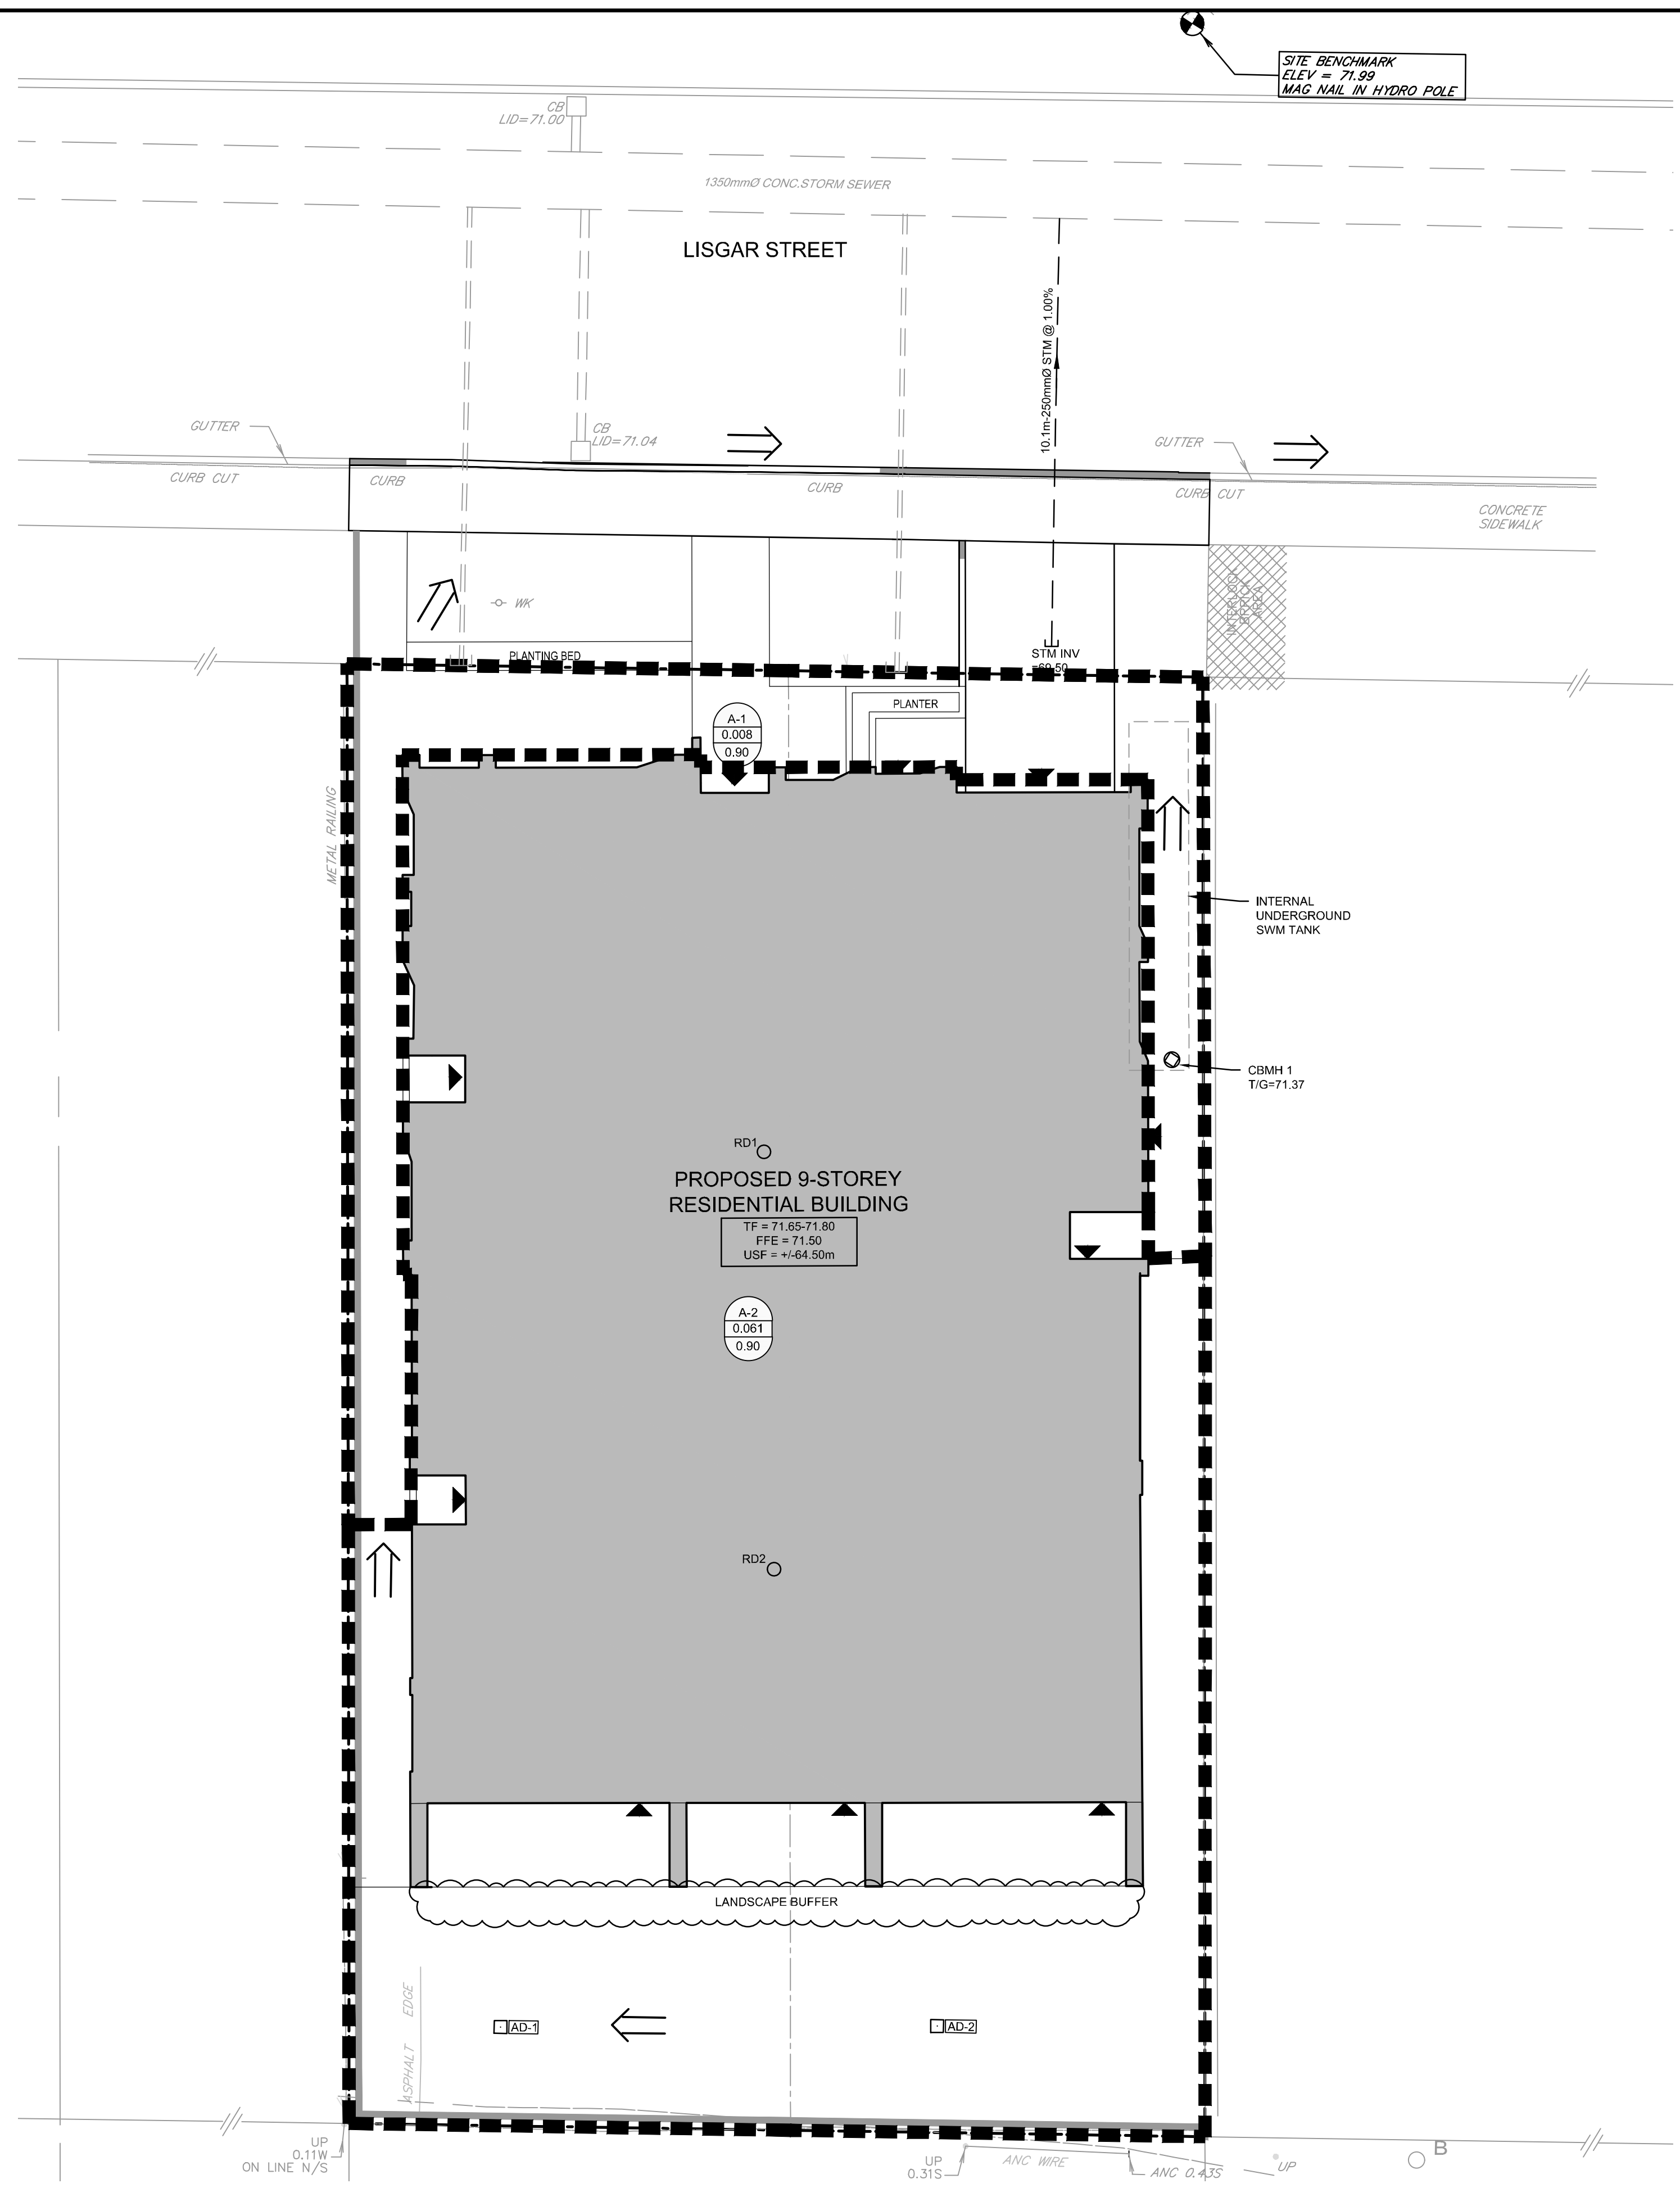 SITE BENCHMARK
ELEV = 71.99
MAG NAIL IN HYDRO POLE
CB
LID=71.00
1350mmØ CONC.STORM SEWER
LISGAR STREET
10.1m-250mmØ STM @ 1.00%
GUTTER
CB
LID=71.04
GUTTER
CURB CUT
CURB
CURB
CURB CUT
CONCRETE
SIDEWALK
INTERLOCK
BRICK
AREA
WK
PLANTING BED
STM INV
=69.50
PLANTER
A-1
0.008
0.90
METAL RAILING
INTERNAL
UNDERGROUND
SWM TANK
CBMH 1
T/G=71.37
RD1
PROPOSED 9-STOREY
RESIDENTIAL BUILDING
TF = 71.65-71.80
FFE = 71.50
USF = +/-64.50m
A-2
0.061
0.90
RD2
LANDSCAPE BUFFER
ASPHALT EDGE
AD-1
AD-2
UP
0.11W
ON LINE N/S
UP
0.31S
ANC WIRE
ANC 0.43S
UP
B